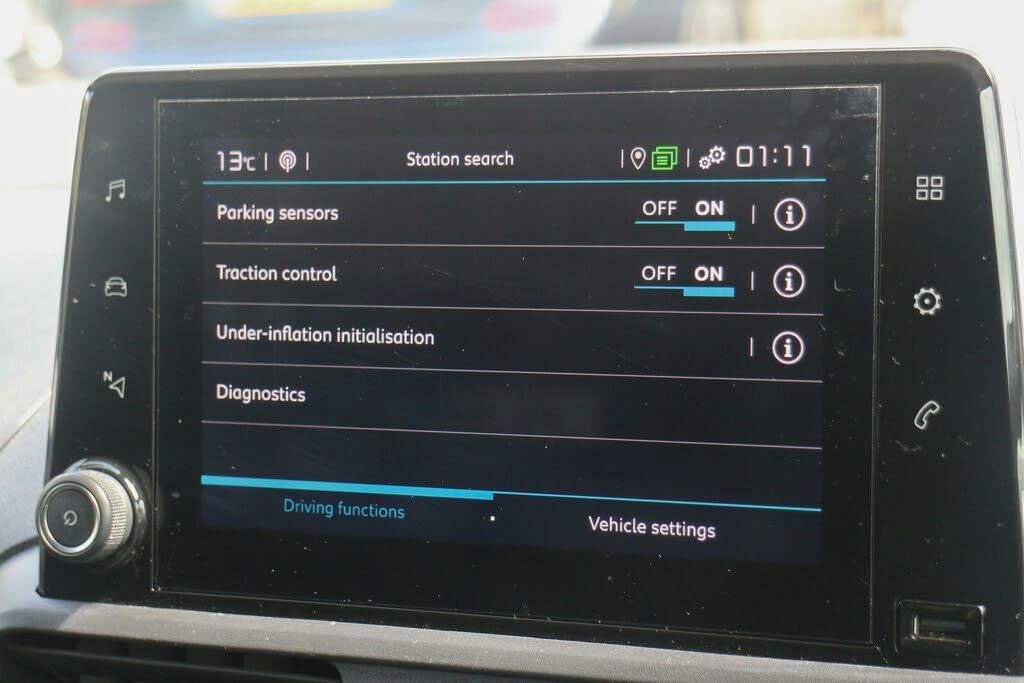 13°C | | Station search | | 01:11
Parking sensors OFF ON | i
Traction control OFF ON | i
Under-inflation initialisation | i
Diagnostics
Driving functions
Vehicle settings
N